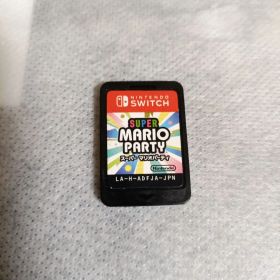 NINTENDO
SWITCH
SUPER
MARIO
PARTY
スーパー マリオパーティ
Nintendo
LA-H-ADFJA-JPN